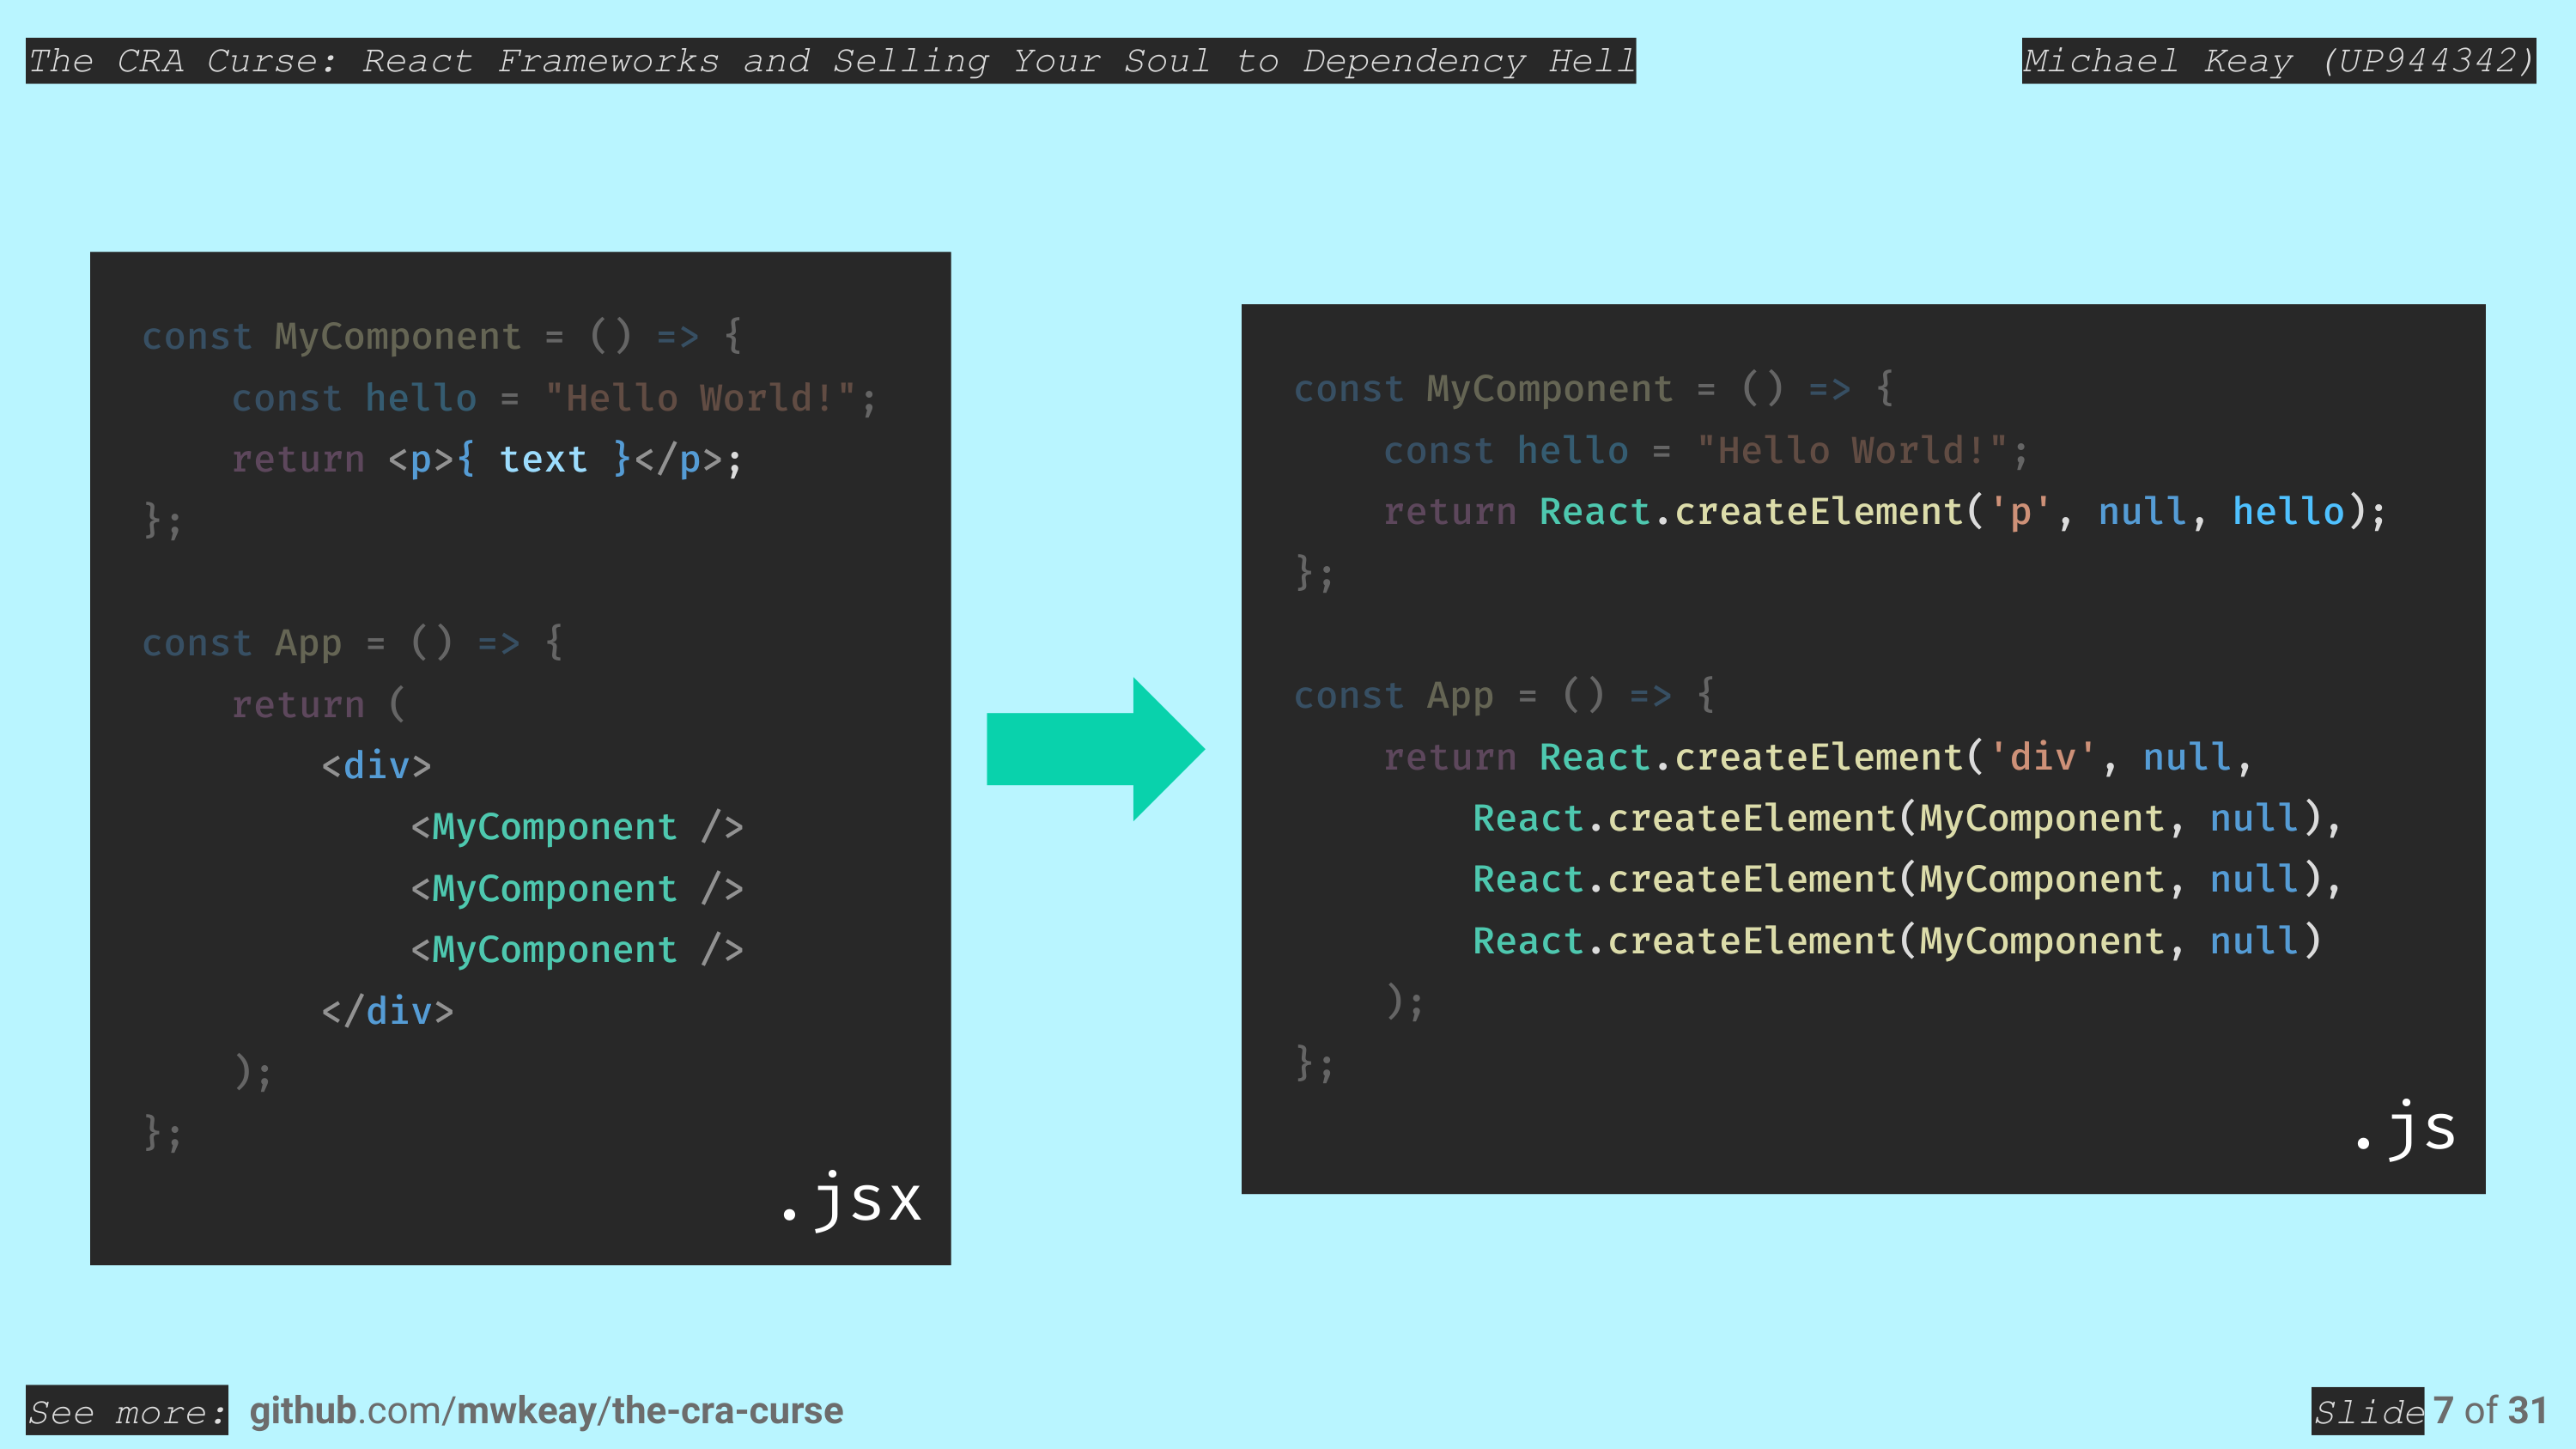 The CRA Curse: React Frameworks and Selling Your Soul to Dependency Hell
Michael Keay (UP944342)
const MyComponent = () => {
    const hello = "Hello World!";
    return <p>{ text }</p>;
};

const App = () => {
    return (
        <div>
            <MyComponent />
            <MyComponent />
            <MyComponent />
        </div>
    );
};
.jsx
const MyComponent = () => {
    const hello = "Hello World!";
    return React.createElement('p', null, hello);
};

const App = () => {
    return React.createElement('div', null,
        React.createElement(MyComponent, null),
        React.createElement(MyComponent, null),
        React.createElement(MyComponent, null)
    );
};
.js
See more: github.com/mwkeay/the-cra-curse
Slide 7 of 31